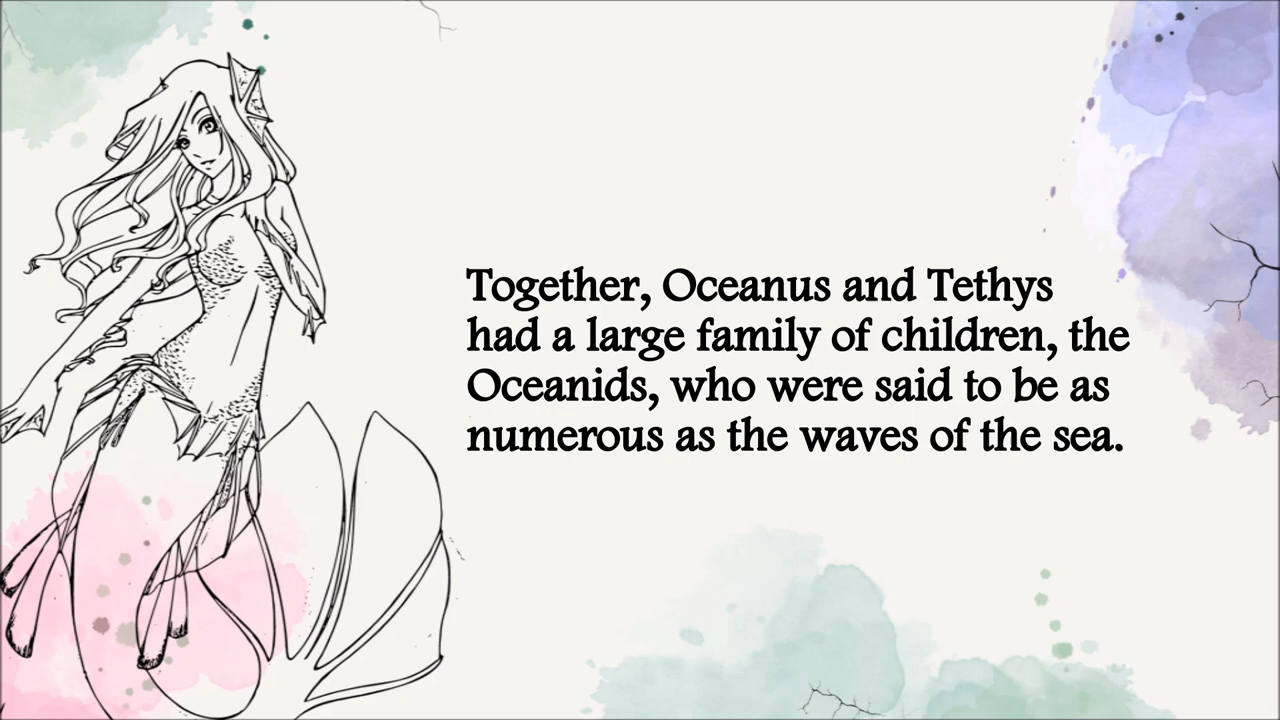 Together, Oceanus and Tethys
had a large family of children, the
Oceanids, who were said to be as
numerous as the waves of the sea.